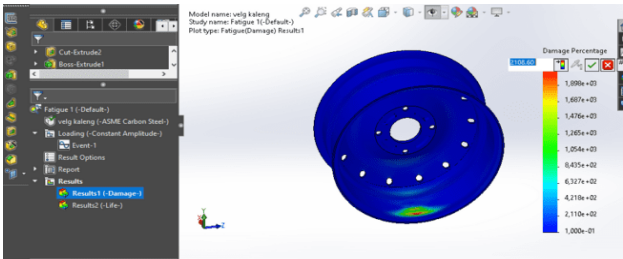 Model name: velg kaleng
Study name: Fatigue 1(-Default-)
Plot type: Fatigue(Damage) Results1
Cut-Extrude2
Boss-Extrude1
Fatigue 1 (-Default-)
velg kaleng (-ASME Carbon Steel-)
Loading (-Constant Amplitude-)
Event-1
Result Options
Report
Results
Results1 (-Damage-)
Results2 (-Life-)
Damage Percentage
2108,60
1,898e+03
1,687e+03
1,476e+03
1,265e+03
1,054e+03
8,435e+02
6,327e+02
4,218e+02
2,110e+02
1,000e-01
Y
Z